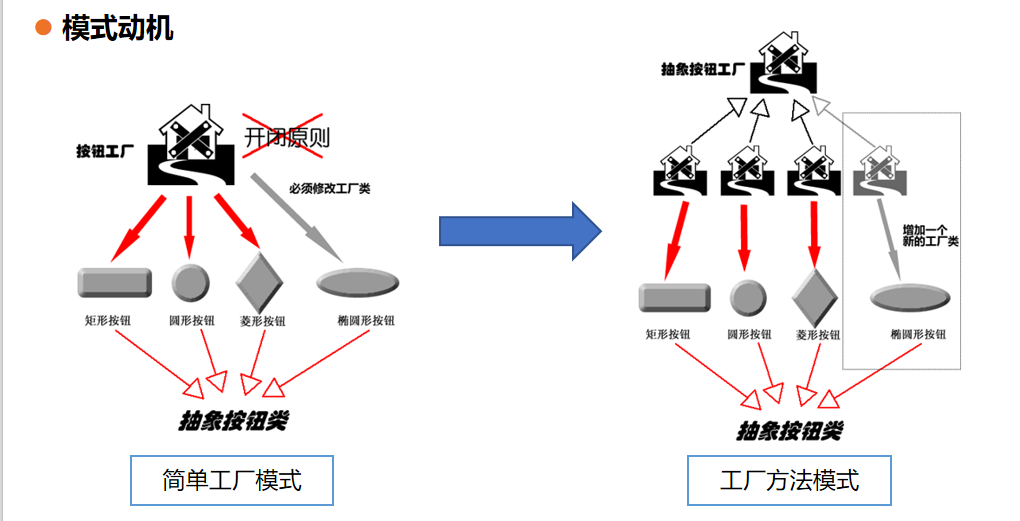 模式动机
按钮工厂
开闭原则
必须修改工厂类
矩形按钮
圆形按钮
菱形按钮
椭圆形按钮
抽象按钮类
简单工厂模式
抽象按钮工厂
增加一个
新的工厂类
矩形按钮
圆形按钮
菱形按钮
椭圆形按钮
抽象按钮类
工厂方法模式